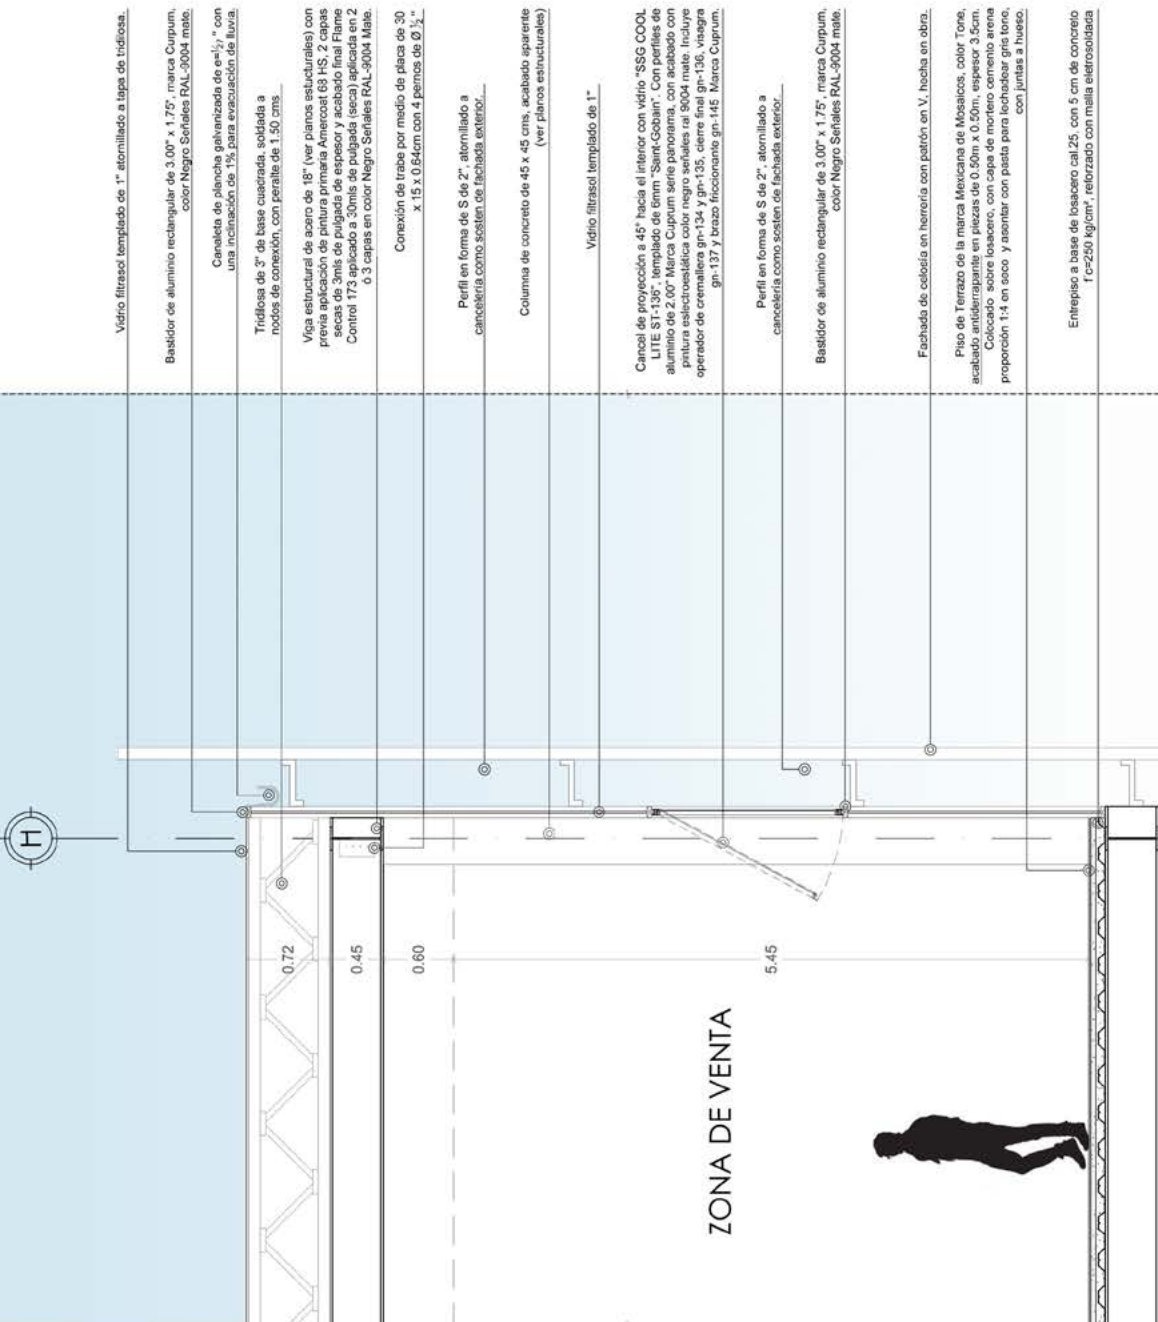 Vidrio filtrasol templado de 1" atornillado a tapa de tridilosa.
Bastidor de aluminio rectangular de 3.00" x 1.75", marca Curpum,
color Negro Señales RAL-9004 mate.
Canaleta de plancha galvanizada de e=1/2," con
una inclinación de 1% para evacuación de lluvia.
Tridilosa de 3" de base cuadrada, soldada a
nodos de conexión, con peralte de 1.50 cms
Viga estructural de acero de 18" (ver planos estucturales) con
previa aplicación de pintura primaria Amercoat 68 HS, 2 capas
secas de 3mls de pulgada de espesor y acabado final Flame
Control 173 aplicado a 30mls de pulgada (seca) aplicada en 2
ó 3 capas en color Negro Señales RAL-9004 Mate.
Conexión de trabe por medio de placa de 30
x 15 x 0.64cm con 4 pernos de Ø 1/2 "
Perfil en forma de S de 2", atornillado a
cancelería como sosten de fachada exterior.
Columna de concreto de 45 x 45 cms, acabado aparente
(ver planos estructurales)
Vidrio filtrasol templado de 1"
Cancel de proyección a 45° hacia el interior con vidrio "SSG COOL
LITE ST-136", templado de 6mm "Saint-Gobain". Con perfiles de
aluminio de 2.00" Marca Cuprum serie panorama, con acabado con
pintura eslectroestática color negro señales ral 9004 mate. Incluye
operador de cremallera gn-134 y gn-135, cierre final gn-136, visagra
gn-137 y brazo friccionante gn-145 Marca Cuprum.
Perfil en forma de S de 2", atornillado a
cancelería como sosten de fachada exterior.
Bastidor de aluminio rectangular de 3.00" x 1.75", marca Curpum,
color Negro Señales RAL-9004 mate.
Fachada de celosía en herrería con patrón en V, hecha en obra.
Piso de Terrazo de la marca Mexicana de Mosaicos, color Tone,
acabado antiderrapante en piezas de 0.50m x 0.50m, espesor 3.5cm.
Colocado sobre losacero, con capa de mortero cemento arena
proporción 1:4 en seco y asentar con pasta para lechadear gris tono,
con juntas a hueso.
Entrepiso a base de losacero cal.25, con 5 cm de concreto
f'c=250 kg/cm², reforzado con malla eletrosoldada
H
0.72
0.45
0.60
5.45
ZONA DE VENTA